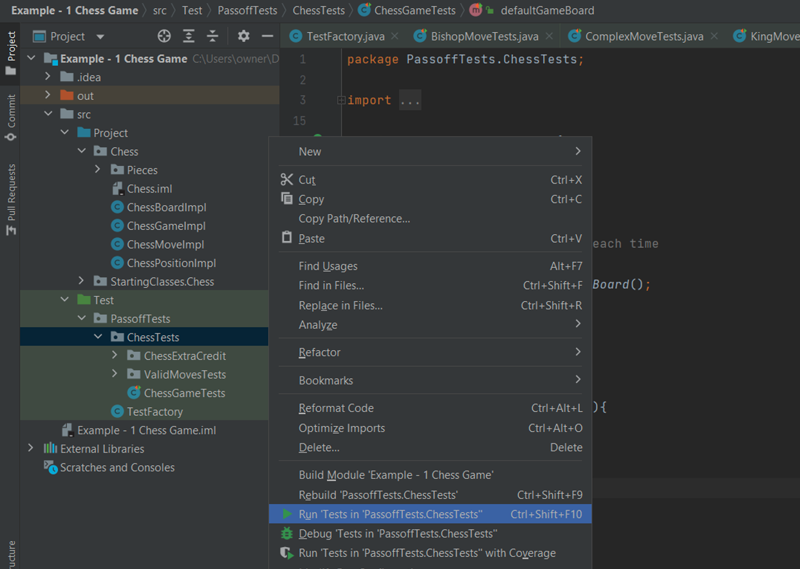 Example - 1 Chess Game src Test PassoffTests ChessTests ChessGameTests m defaultGameBoard
Project
Project
TestFactory.java BishopMoveTests.java ComplexMoveTests.java KingMove
Example - 1 Chess Game C:\Users\owner\D
1 package PassoffTests.ChessTests;
.idea
2
out
3 import ...
src
15
Commit
Project
Chess
Pieces
Chess.iml
ChessBoardImpl
ChessGameImpl
ChessMoveImpl
ChessPositionImpl
StartingClasses.Chess
Pull Requests
Test
PassoffTests
ChessTests
ChessExtraCredit
ValidMovesTests
ChessGameTests
TestFactory
Example - 1 Chess Game.iml
External Libraries
Scratches and Consoles
ucture
each time
Board();
){
New
Cut Ctrl+X
Copy Ctrl+C
Copy Path/Reference...
Paste Ctrl+V
Find Usages Alt+F7
Find in Files... Ctrl+Shift+F
Replace in Files... Ctrl+Shift+R
Analyze
Refactor
Bookmarks
Reformat Code Ctrl+Alt+L
Optimize Imports Ctrl+Alt+O
Delete... Delete
Build Module 'Example - 1 Chess Game'
Rebuild 'PassoffTests.ChessTests' Ctrl+Shift+F9
Run 'Tests in 'PassoffTests.ChessTests'' Ctrl+Shift+F10
Debug 'Tests in 'PassoffTests.ChessTests''
Run 'Tests in 'PassoffTests.ChessTests'' with Coverage